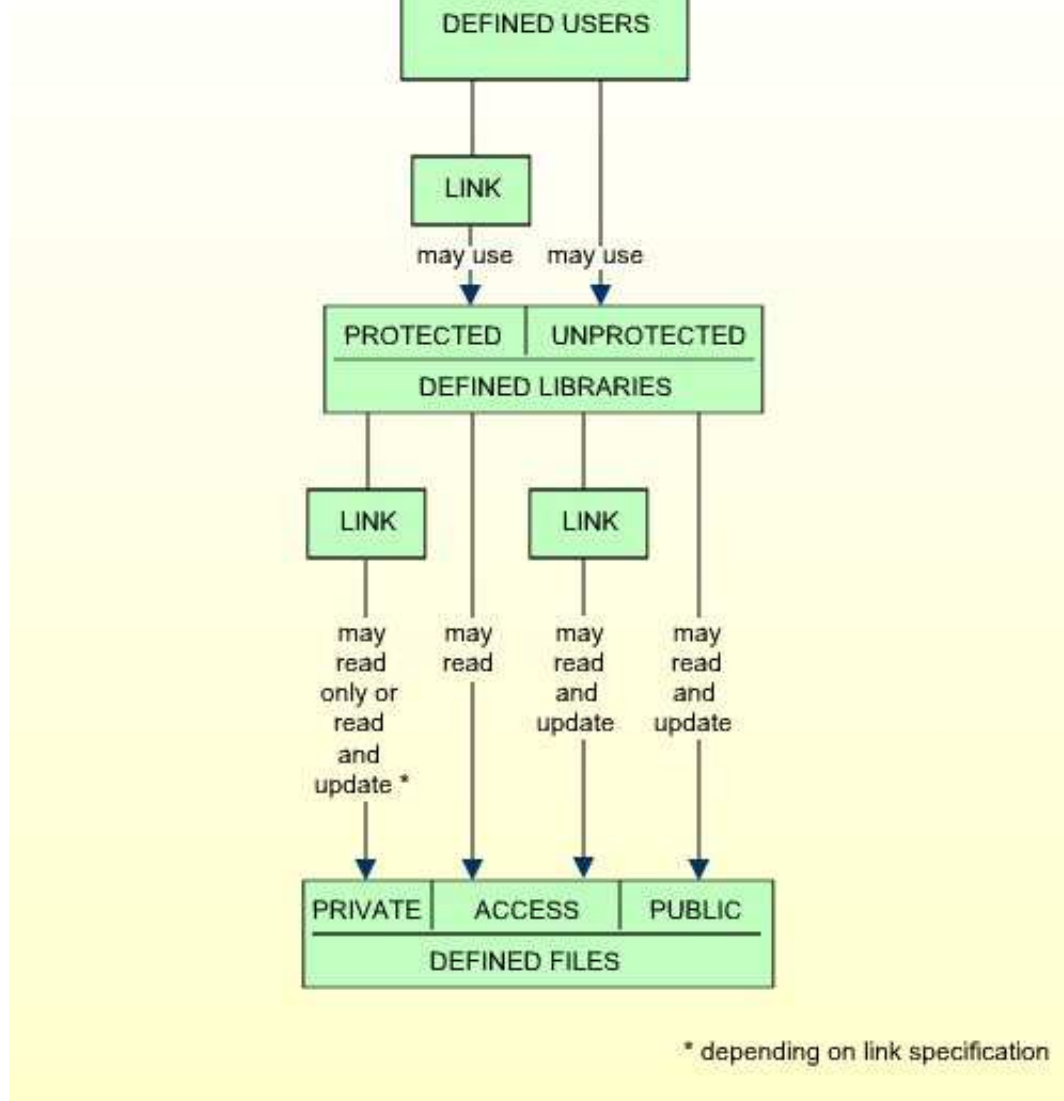 DEFINED USERS
LINK
may use may use
PROTECTED UNPROTECTED
DEFINED LIBRARIES
LINK
LINK
may
read
only or
read
and
update *
may
read
may
read
and
update
may
read
and
update
PRIVATE ACCESS PUBLIC
DEFINED FILES
* depending on link specification